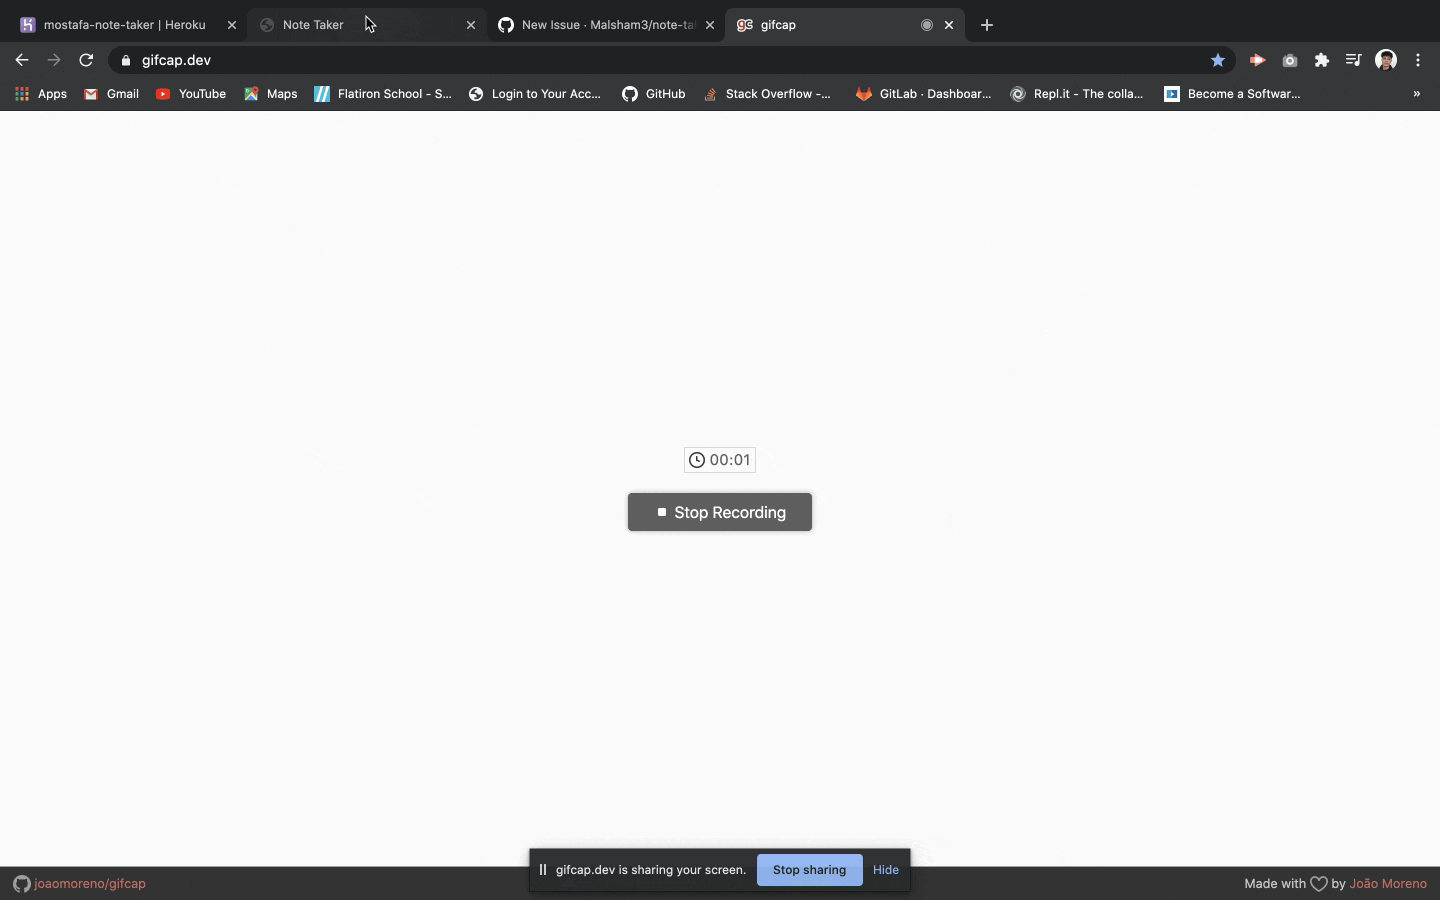 mostafa-note-taker | Heroku
Note Taker
New Issue · Malsham3/note-ta
gifcap
gifcap.dev
Apps
Gmail
YouTube
Maps
Flatiron School - S...
Login to Your Acc...
GitHub
Stack Overflow -...
GitLab · Dashboar...
Repl.it - The colla...
Become a Softwar...
»
00:01
Stop Recording
gifcap.dev is sharing your screen.
Stop sharing
Hide
joaomoreno/gifcap
Made with
by João Moreno